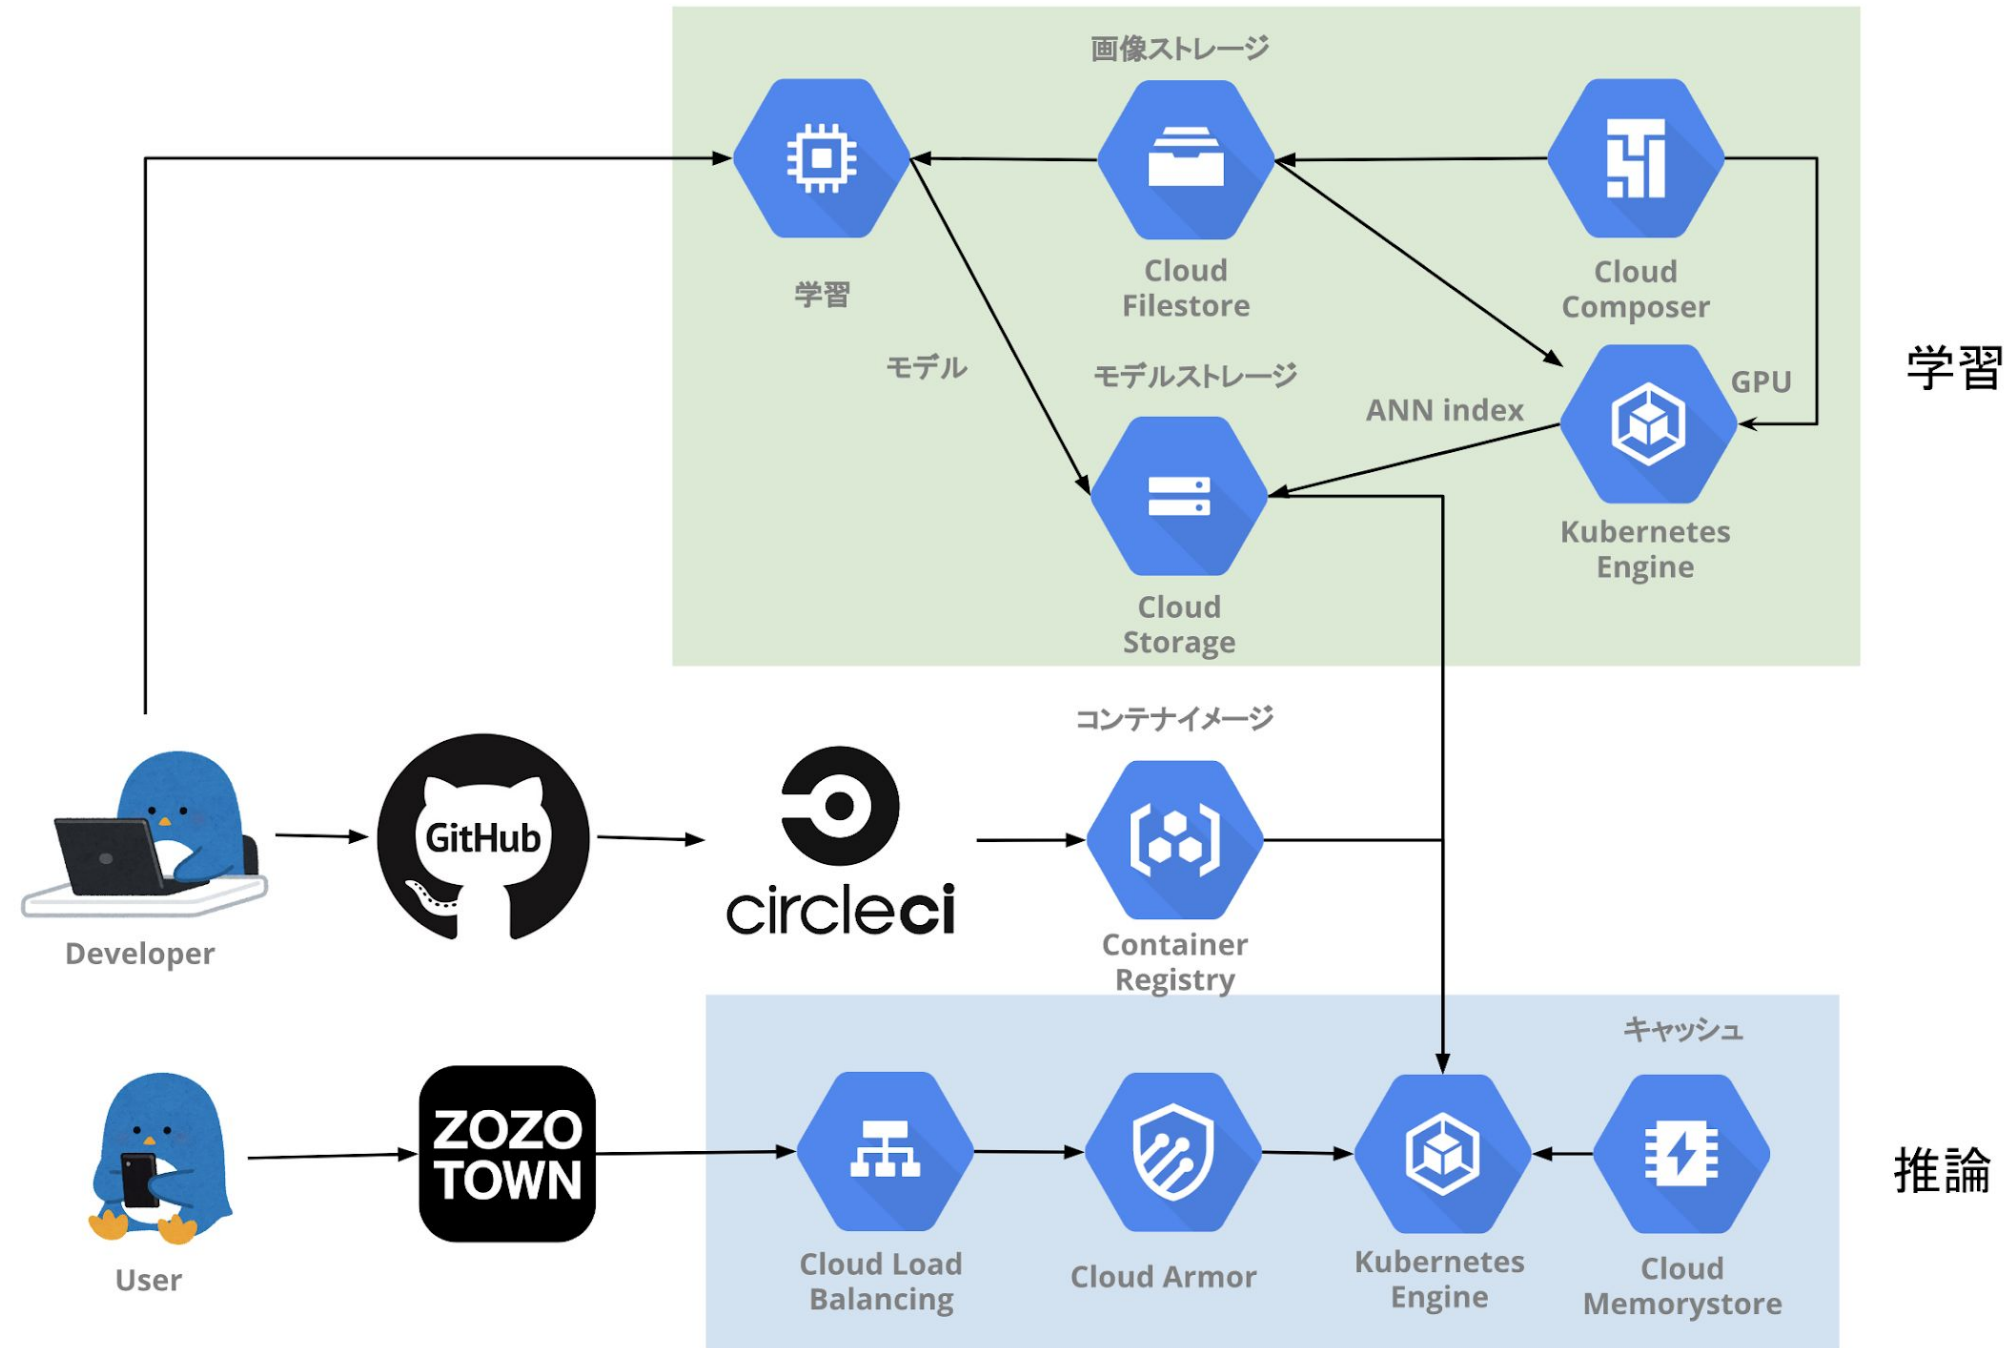 画像ストレージ
学習
Cloud
Filestore
Cloud
Composer
モデル
モデルストレージ
ANN index
GPU
学習
Kubernetes
Engine
Cloud
Storage
コンテナイメージ
GitHub
circleci
Developer
Container
Registry
キャッシュ
ZOZO
TOWN
推論
User
Cloud Load
Balancing
Cloud Armor
Kubernetes
Engine
Cloud
Memorystore